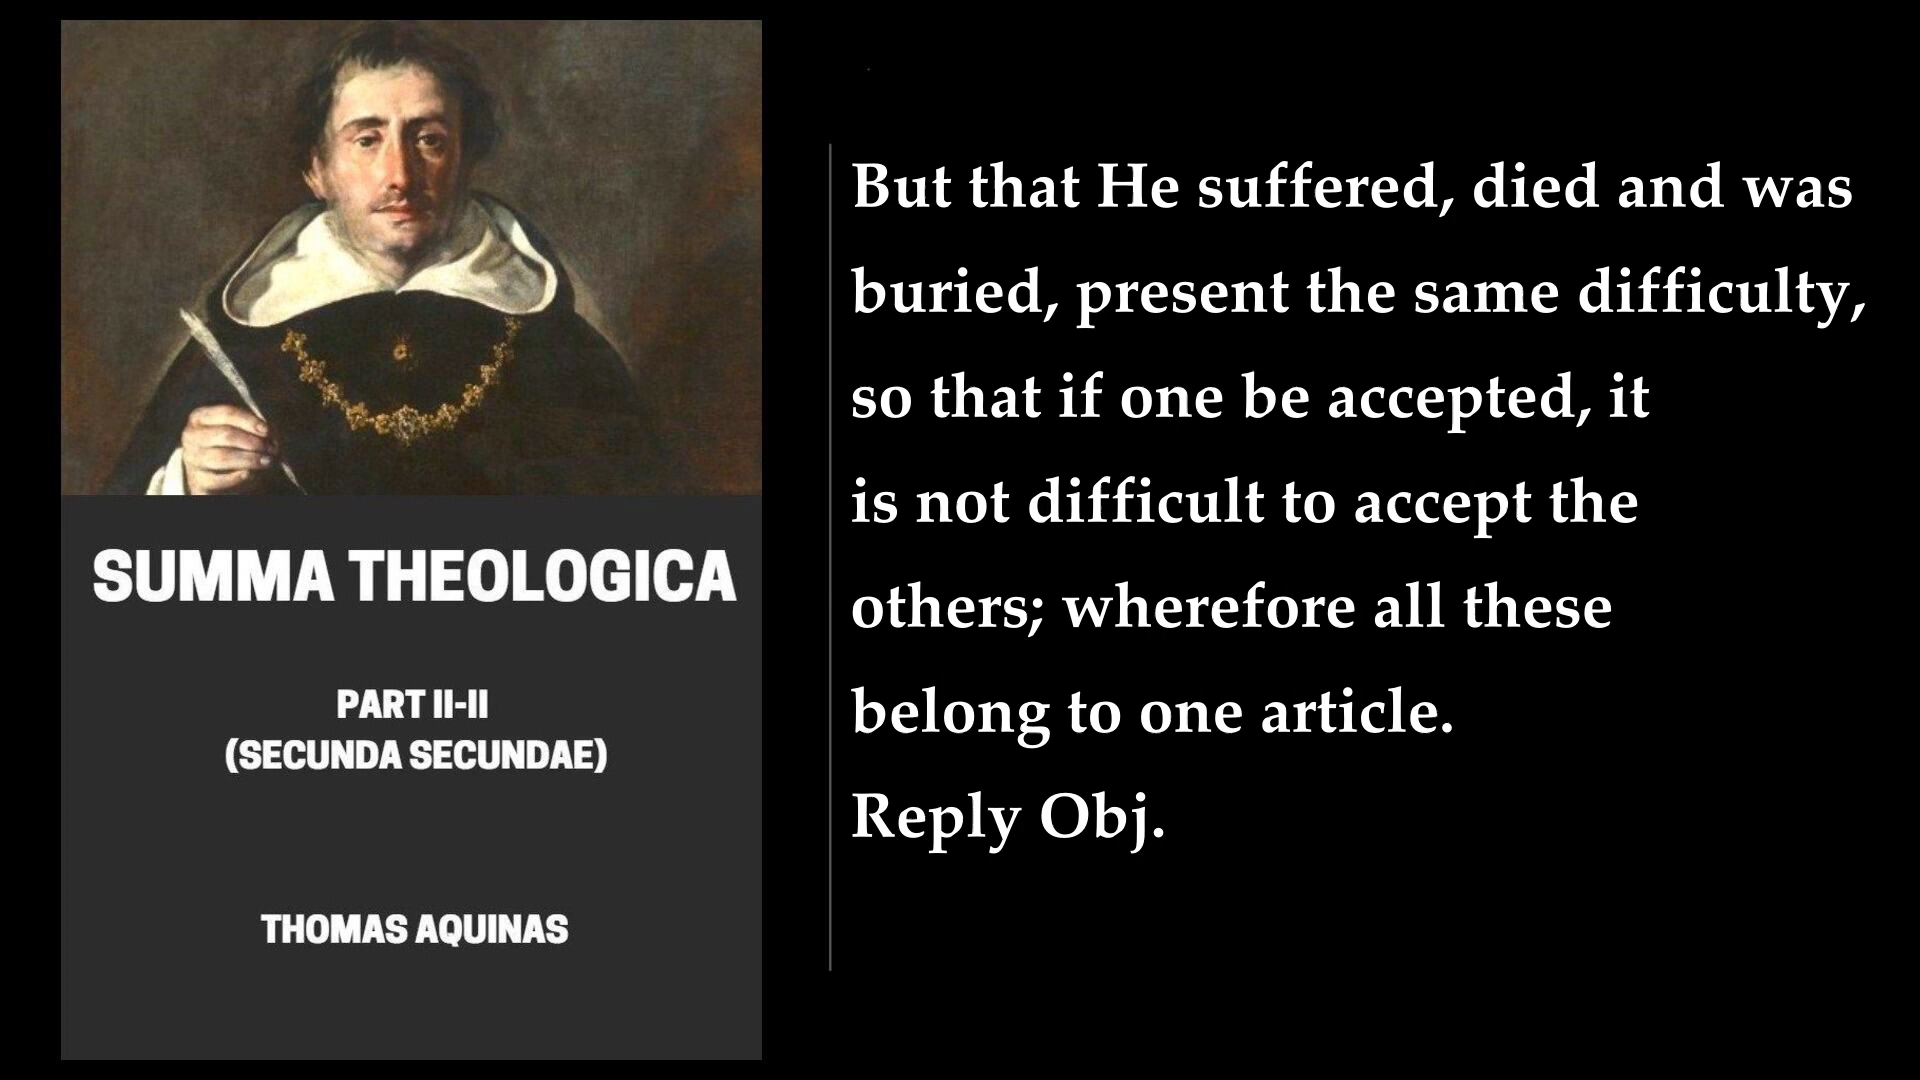 SUMMA THEOLOGICA
PART II-II
(SECUNDA SECUNDAE)
THOMAS AQUINAS
But that He suffered, died and was
buried, present the same difficulty,
so that if one be accepted, it
is not difficult to accept the
others; wherefore all these
belong to one article.
Reply Obj.